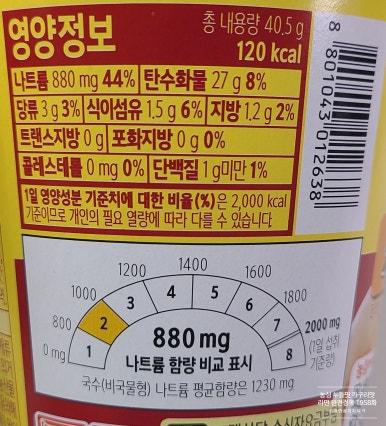 영양정보
총 내용량 40.5 g
120 kcal
나트륨 880 mg 44% 탄수화물 27 g 8%
당류 3 g 3% 식이섬유 1.5 g 6% 지방 1.2 g 2%
트랜스지방 0 g 포화지방 0 g 0%
콜레스테롤 0 mg 0% 단백질 1 g미만 1%
1일 영양성분 기준치에 대한 비율(%)은 2,000 kcal
기준이므로 개인의 필요 열량에 따라 다를 수 있습니다.
8 801043 012638
0 mg 800 1000 1200 1400 1600 1800 2000 mg
(1일 섭취
기준량)
1 2 3 4 5 6 7 8
880 mg
나트륨 함량 비교 표시
국수(비국물형) 나트륨 평균함량은 1230 mg